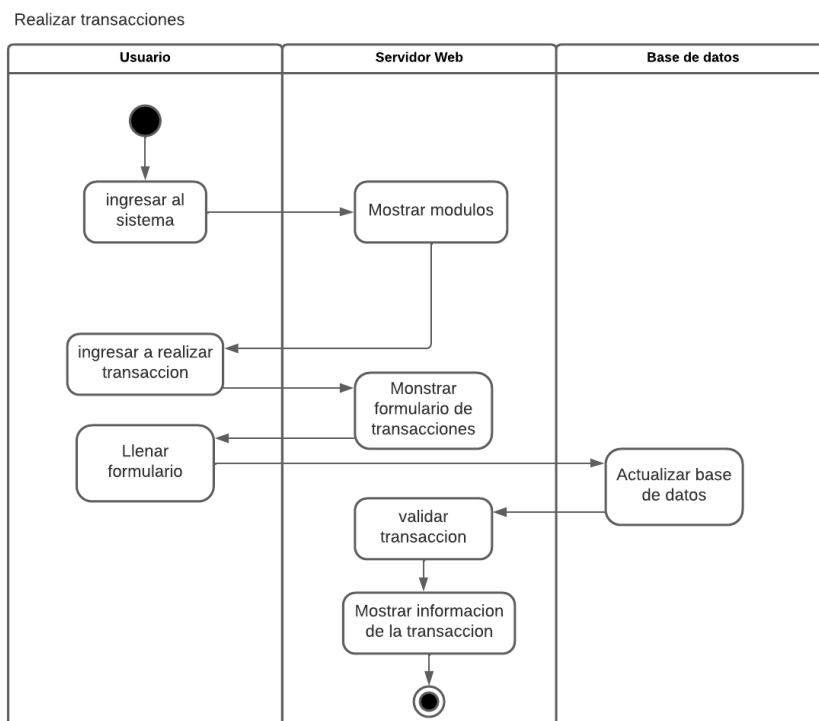 Realizar transacciones
Usuario
Servidor Web
Base de datos
ingresar al
sistema
Mostrar modulos
ingresar a realizar
transaccion
Monstrar
formulario de
transacciones
Llenar
formulario
Actualizar base
de datos
validar
transaccion
Mostrar informacion
de la transaccion